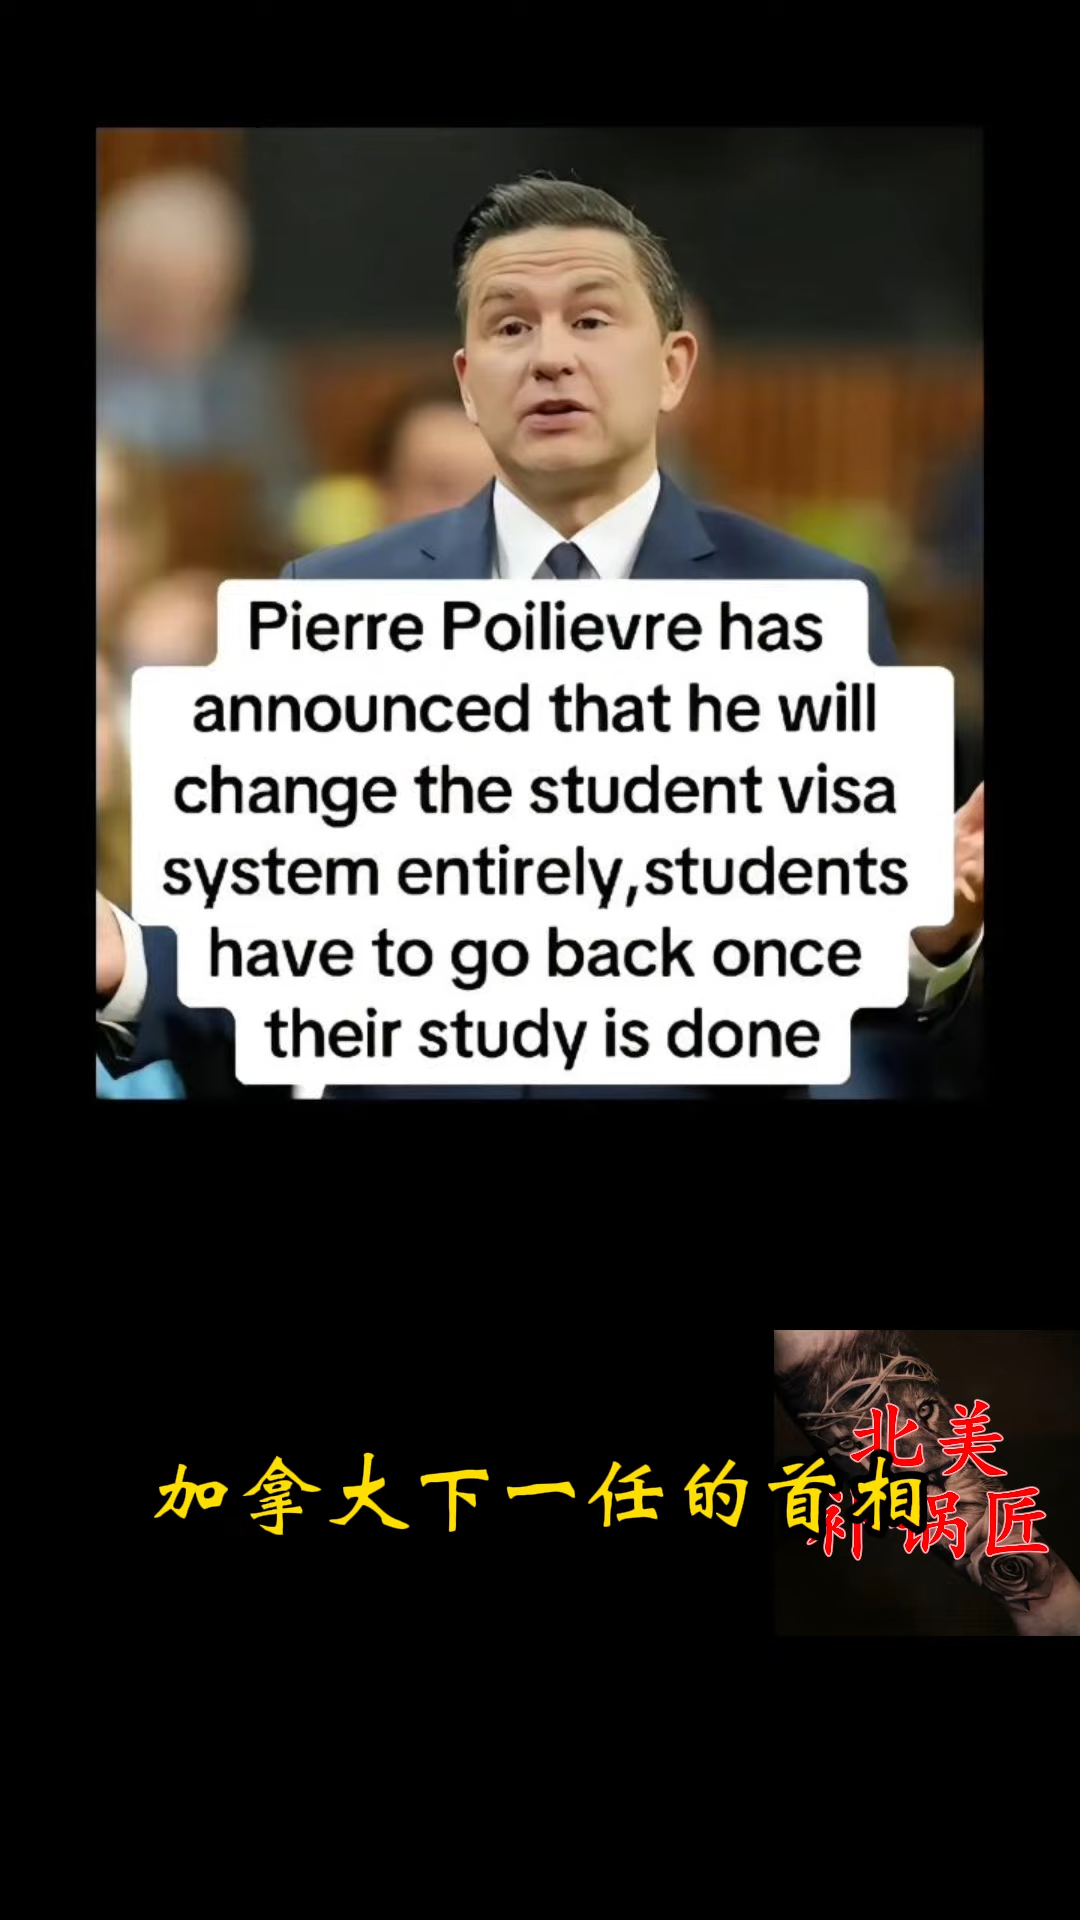 Pierre Poilievre has
announced that he will
change the student visa
system entirely,students
have to go back once
their study is done
北美
锅匠
加拿大下一任的首相